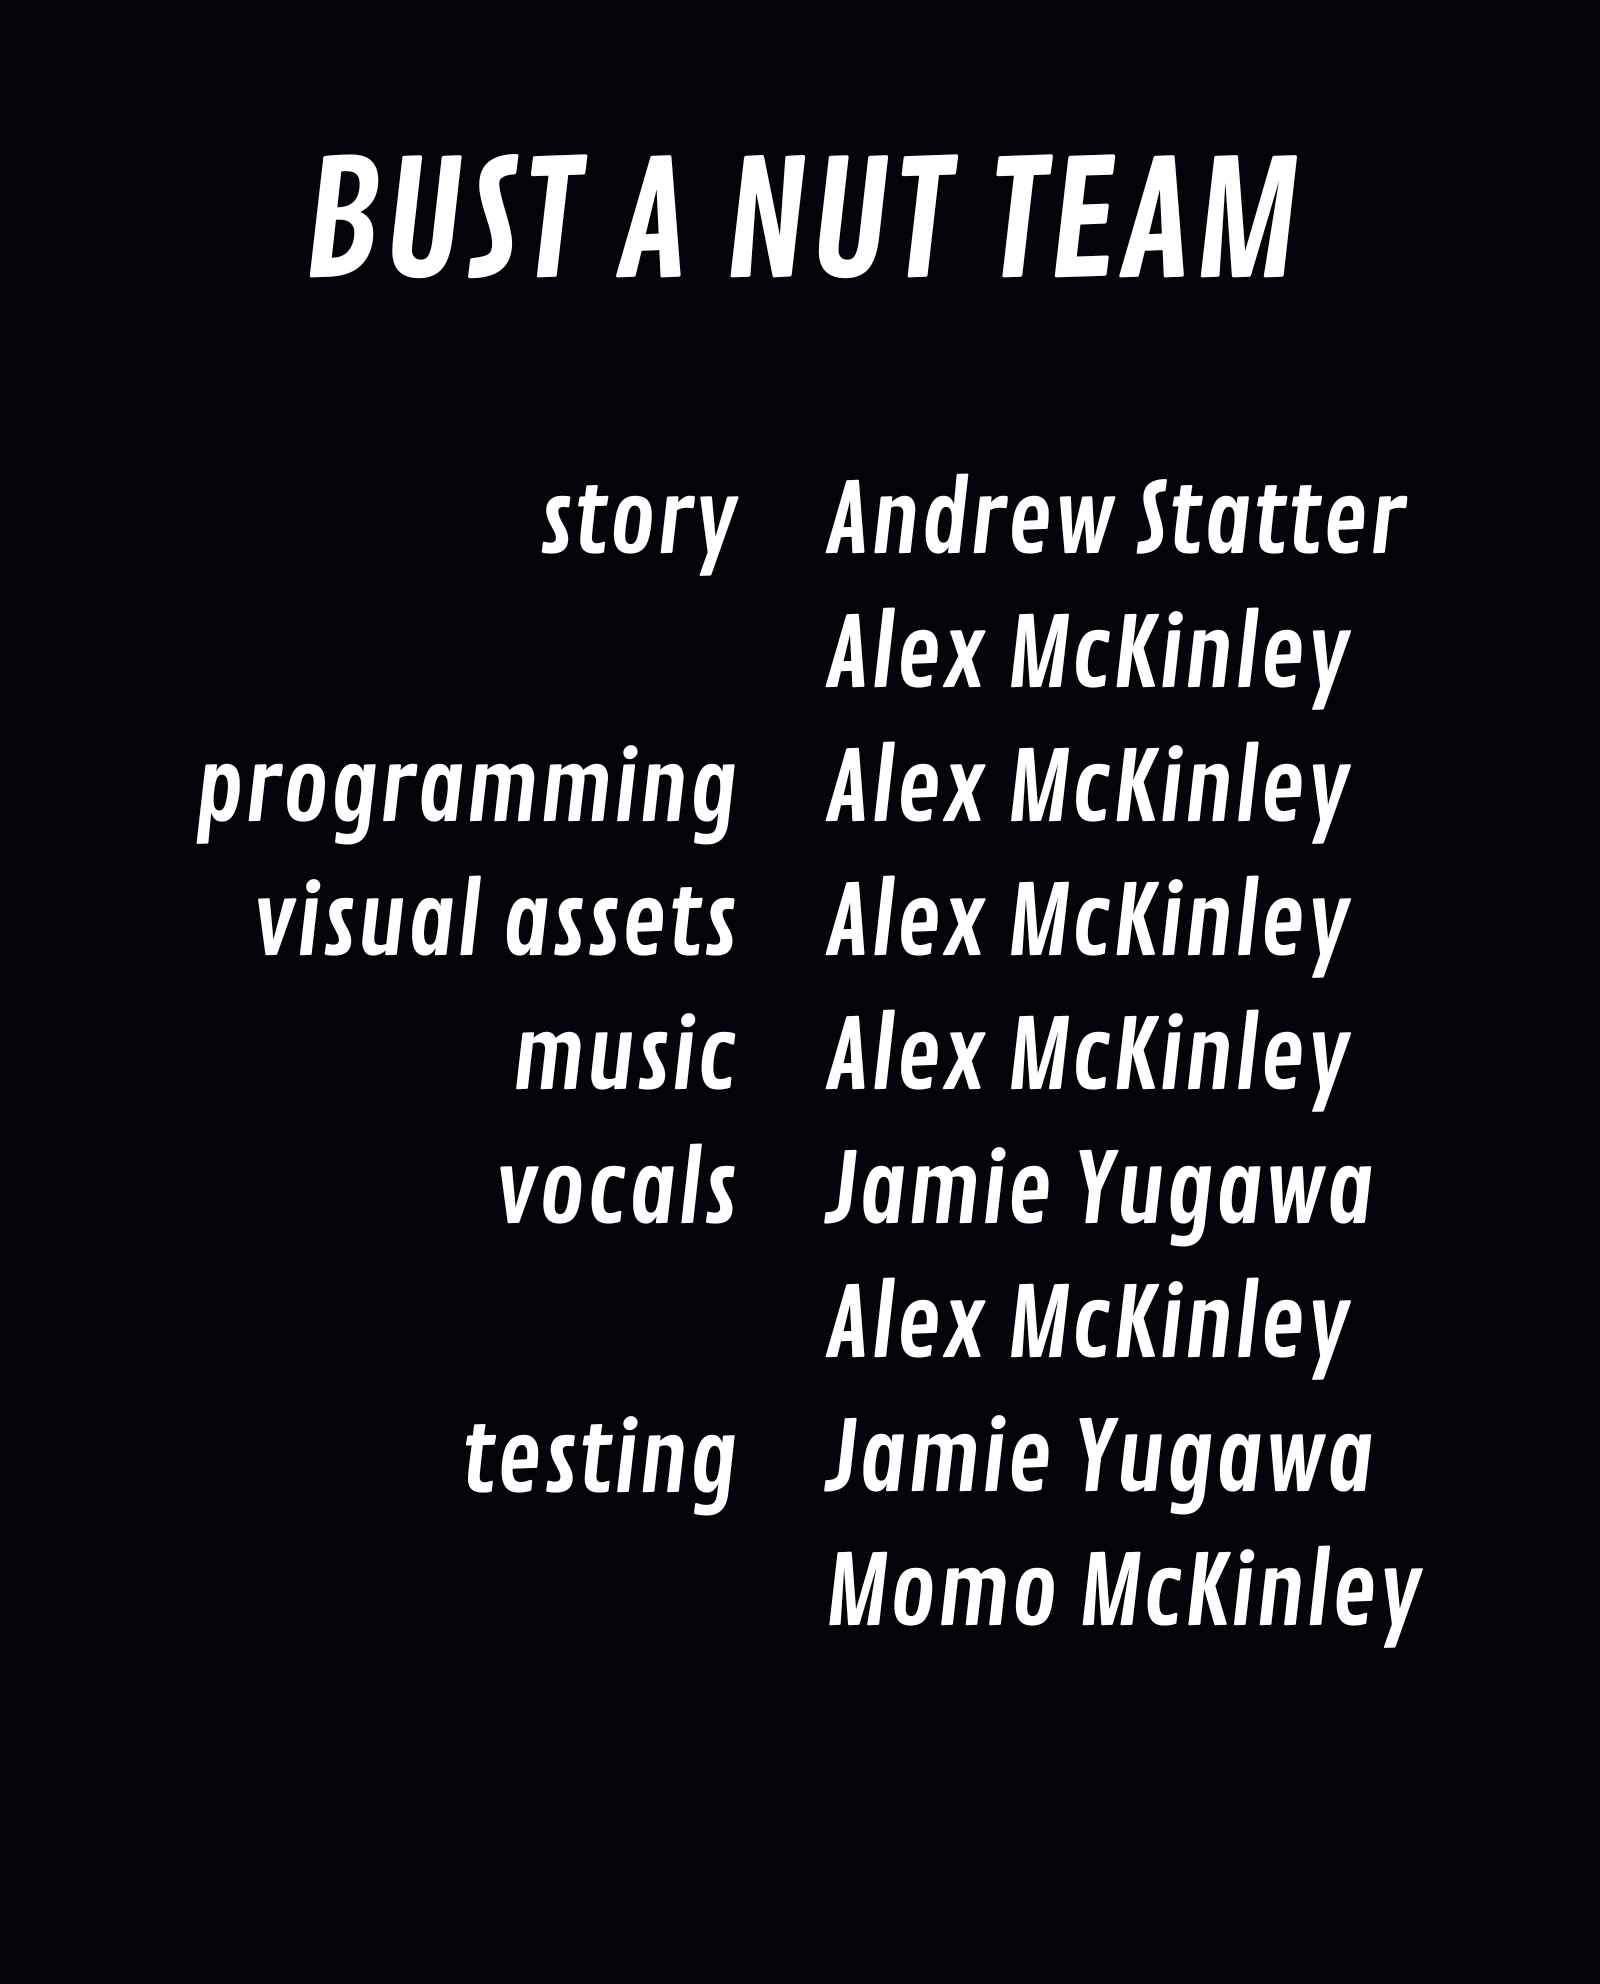 BUST A NUT TEAM
story Andrew Statter
Alex McKinley
programming Alex McKinley
visual assets Alex McKinley
music Alex McKinley
vocals Jamie Yugawa
Alex McKinley
testing Jamie Yugawa
Momo McKinley